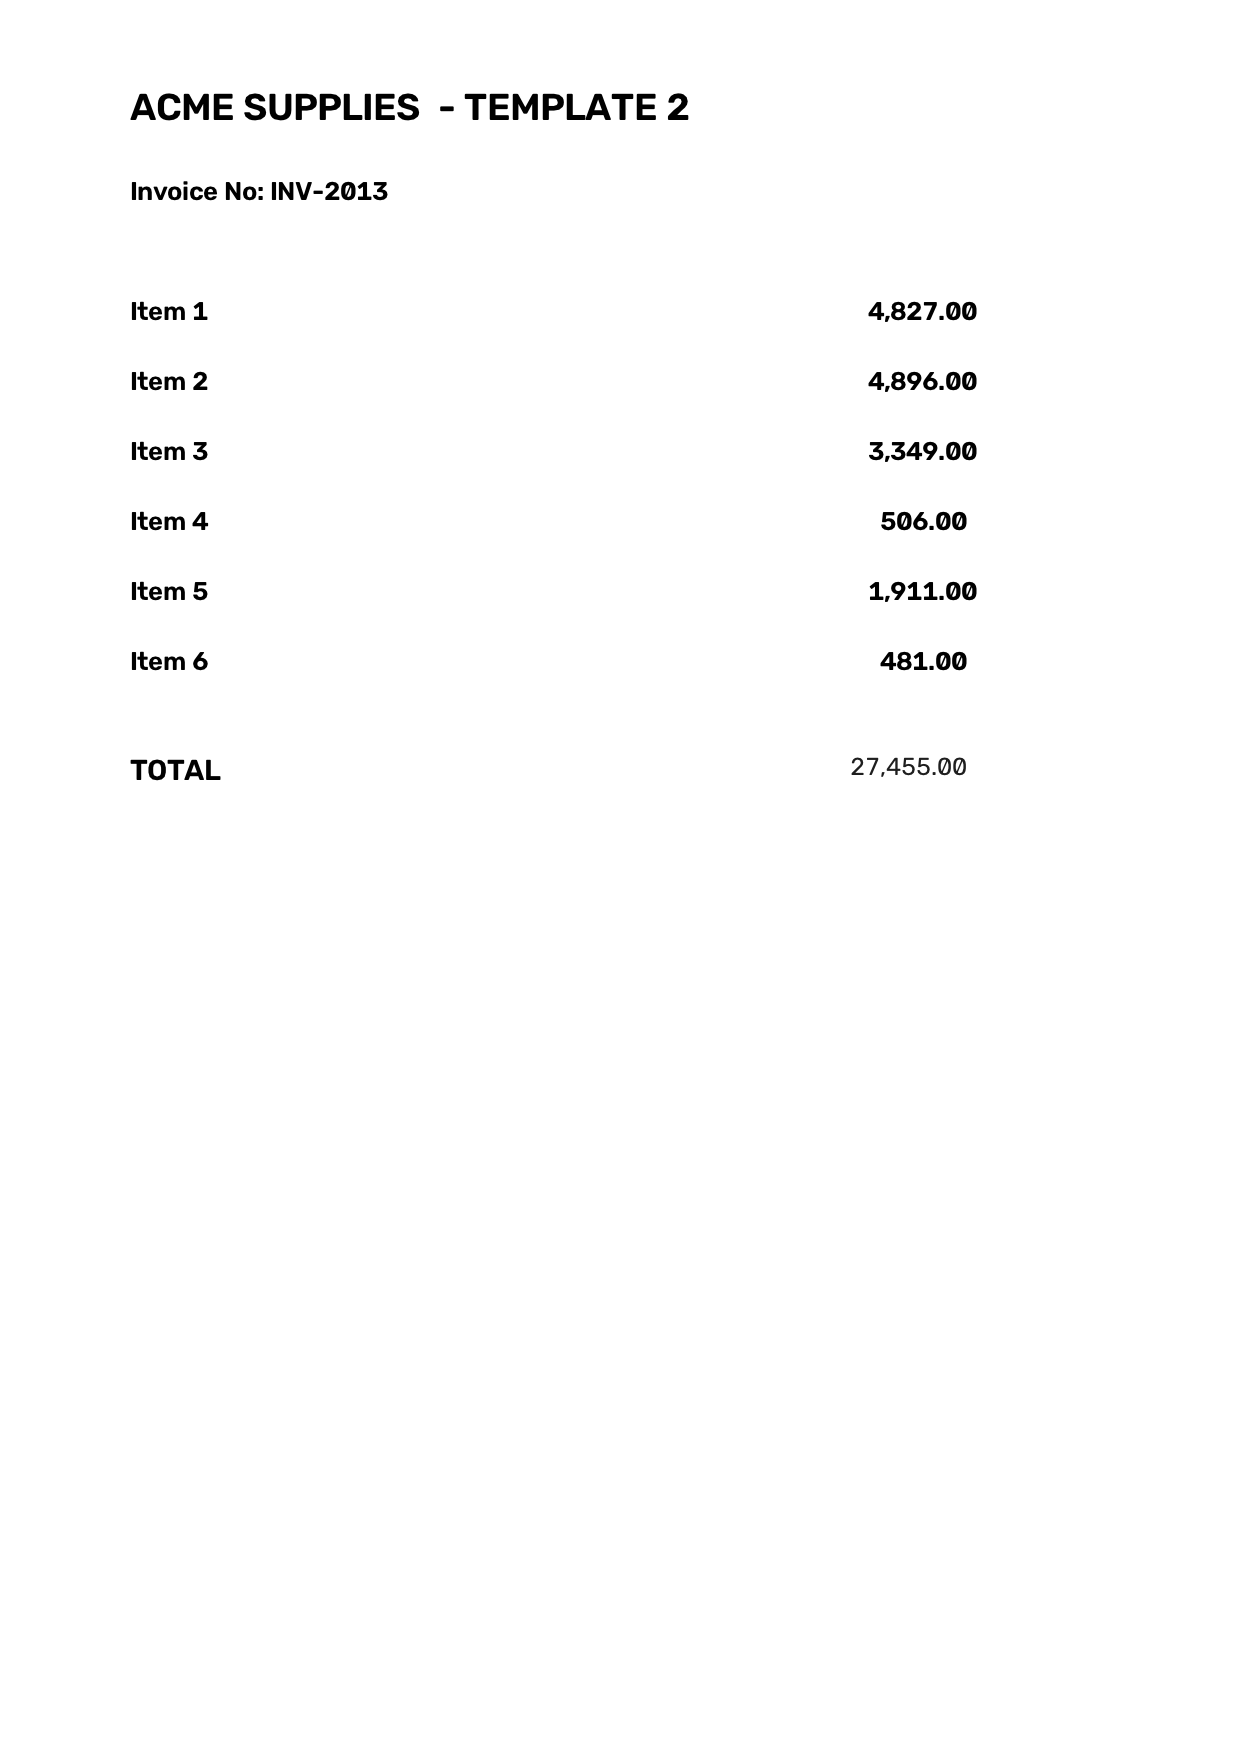 ACME SUPPLIES - TEMPLATE 2
Invoice No: INV-2013
Item 1 4,827.00
Item 2 4,896.00
Item 3 3,349.00
Item 4 506.00
Item 5 1,911.00
Item 6 481.00
TOTAL 27,455.00